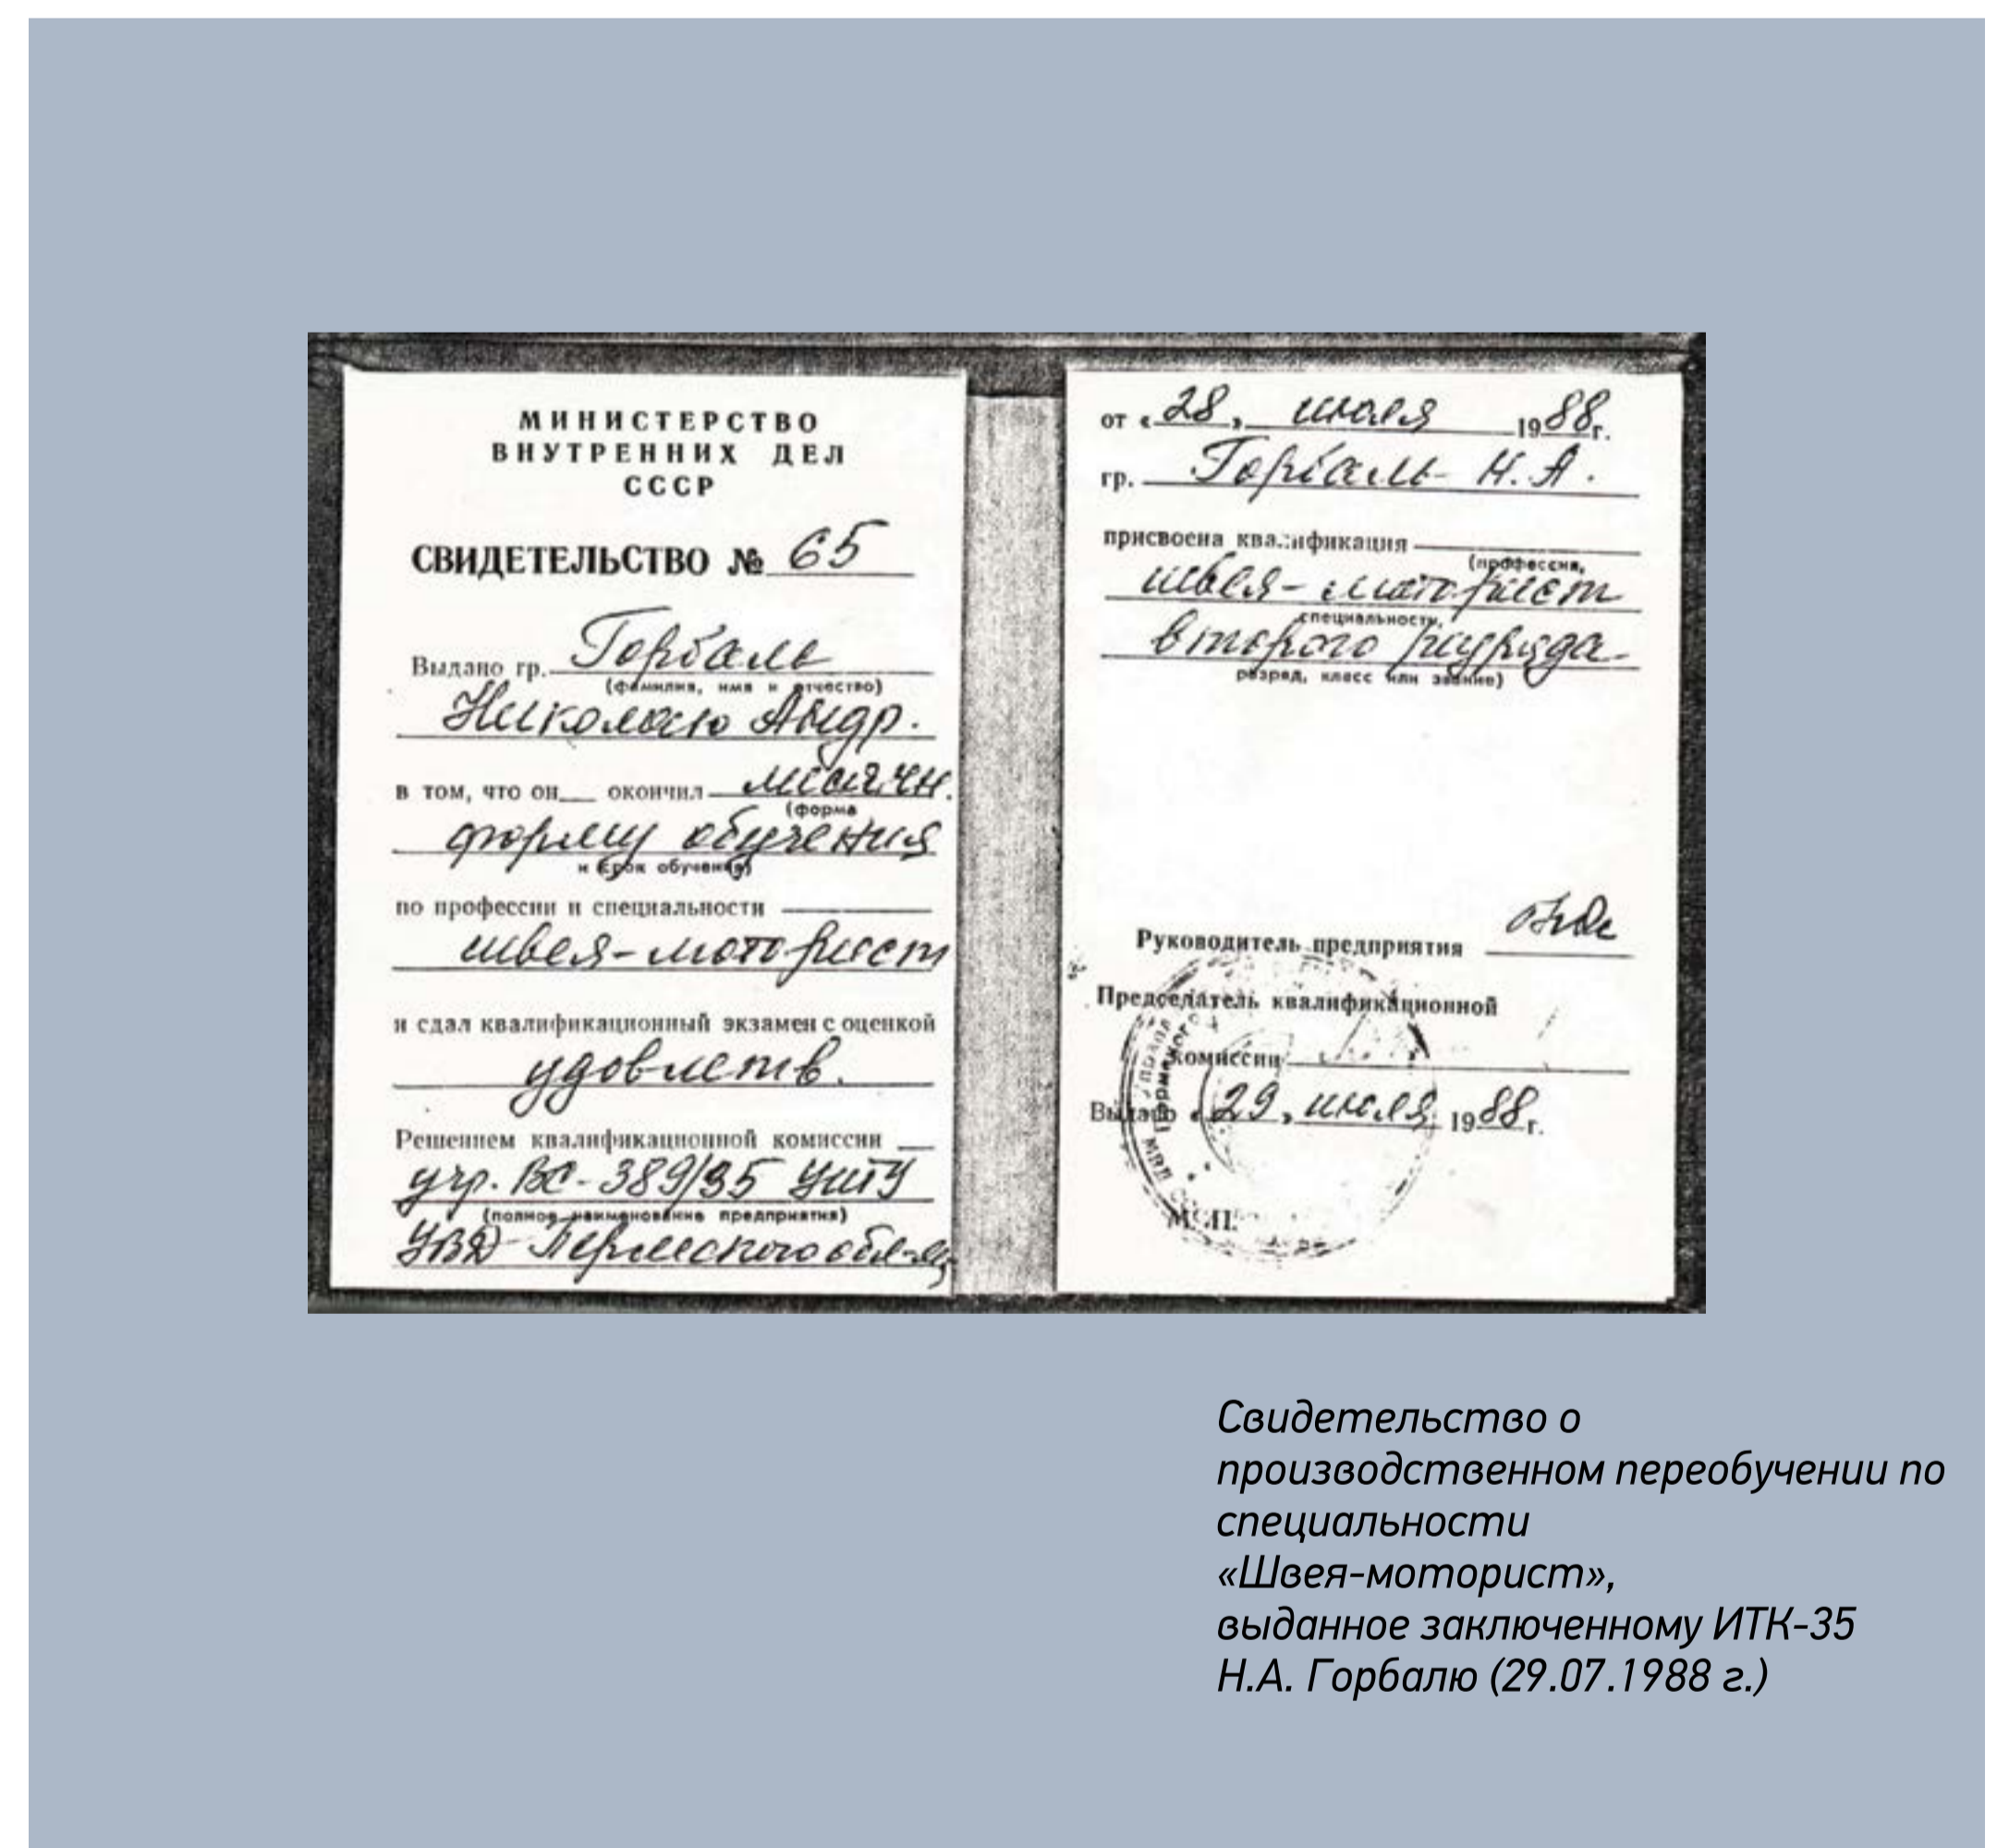 МИНИСТЕРСТВО
ВНУТРЕННИХ ДЕЛ
СССР
СВИДЕТЕЛЬСТВО № 65
Выдано гр. Горбаль
(фамилия, имя и отчество)
Николаю Андр.
в том, что он окончил
(форма
форму обучения
и срок обучения)
по профессии и специальности
швея-моторист
и сдал квалификационный экзамен с оценкой
удовлетв.
Решением квалификационной комиссии
учр. ВС-389/35 УИТУ
(полное наименование предприятия)
УВД Пермского обл-ца
от «28» июля 1988г.
гр. Горбаль Н.А.
присвоена квалификация
(профессия,
швея-моторист
специальность,
второго разряда
разряд, класс или звание)
Руководитель предприятия
Председатель квалификационной
комиссии
Выдано «29» июля 1988г.
М.П.
Свидетельство о
производственном переобучении по
специальности
«Швея-моторист»,
выданное заключенному ИТК-35
Н.А. Горбалю (29.07.1988 г.)